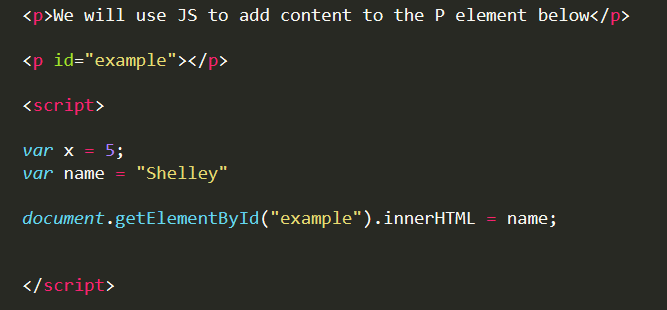 <p>We will use JS to add content to the P element below</p>
<p id="example"></p>
<script>
var x = 5;
var name = "Shelley"
document.getElementById("example").innerHTML = name;
</script>